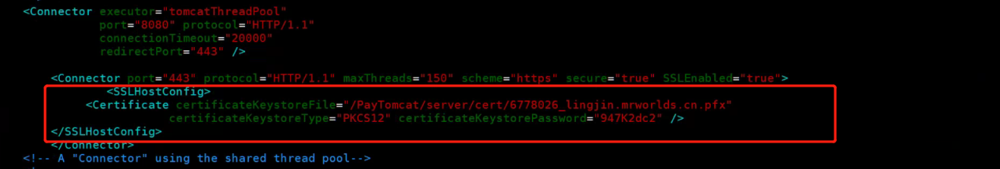 <Connector executor="tomcatThreadPool"
port="8080" protocol="HTTP/1.1"
connectionTimeout="20000"
redirectPort="443" />
<Connector port="443" protocol="HTTP/1.1" maxThreads="150" scheme="https" secure="true" SSLEnabled="true">
<SSLHostConfig>
<Certificate certificateKeystoreFile="/PayTomcat/server/cert/6778026_lingjin.mrworlds.cn.pfx"
certificateKeystoreType="PKCS12" certificateKeystorePassword="947K2dc2" />
</SSLHostConfig>
</Connector>
<!-- A "Connector" using the shared thread pool-->